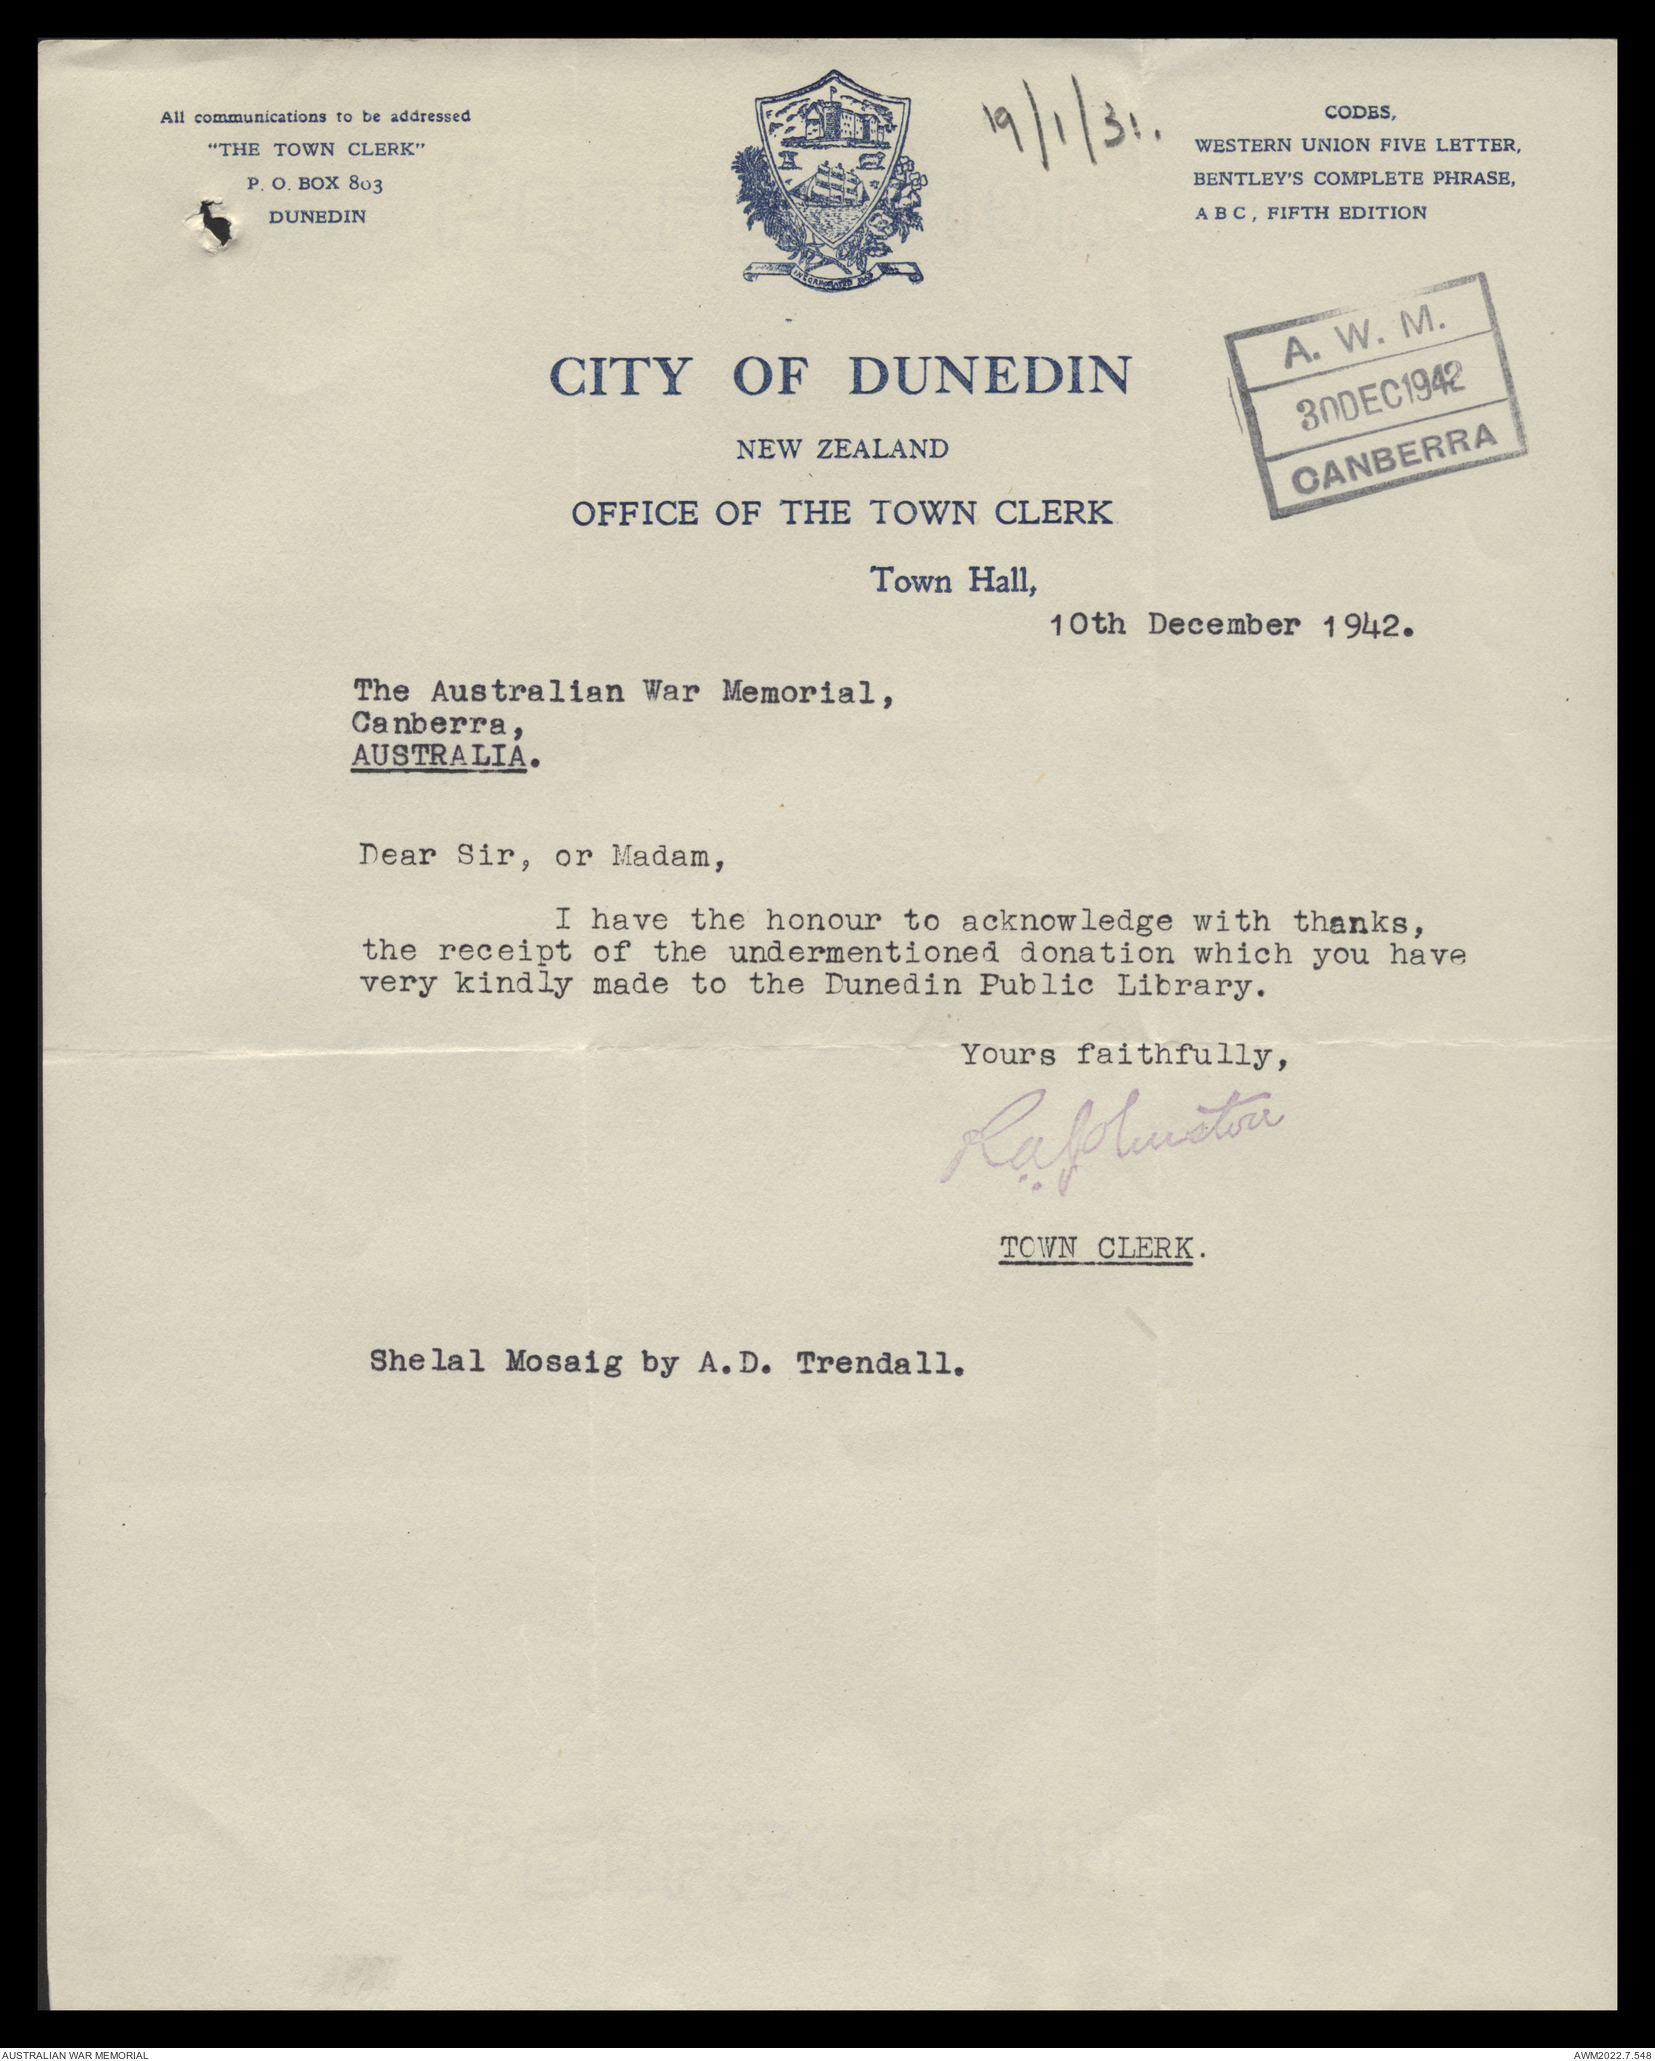 All communications to be addressed
"THE TOWN CLERK"
P. O. BOX 803
DUNEDIN
19/1/31.
CODES,
WESTERN UNION FIVE LETTER,
BENTLEY'S COMPLETE PHRASE,
A B C, FIFTH EDITION
INCORPORATED
CITY OF DUNEDIN
NEW ZEALAND
OFFICE OF THE TOWN CLERK
Town Hall,
A. W. M.
30DEC1942
CANBERRA
10th December 1942.
The Australian War Memorial,
Canberra,
AUSTRALIA.
Dear Sir, or Madam,
I have the honour to acknowledge with thanks,
the receipt of the undermentioned donation which you have
very kindly made to the Dunedin Public Library.
Yours faithfully,
R.A. Johnston
TOWN CLERK.
Shelal Mosaig by A.D. Trendall.
AUSTRALIAN WAR MEMORIAL
AWM2022.7.548